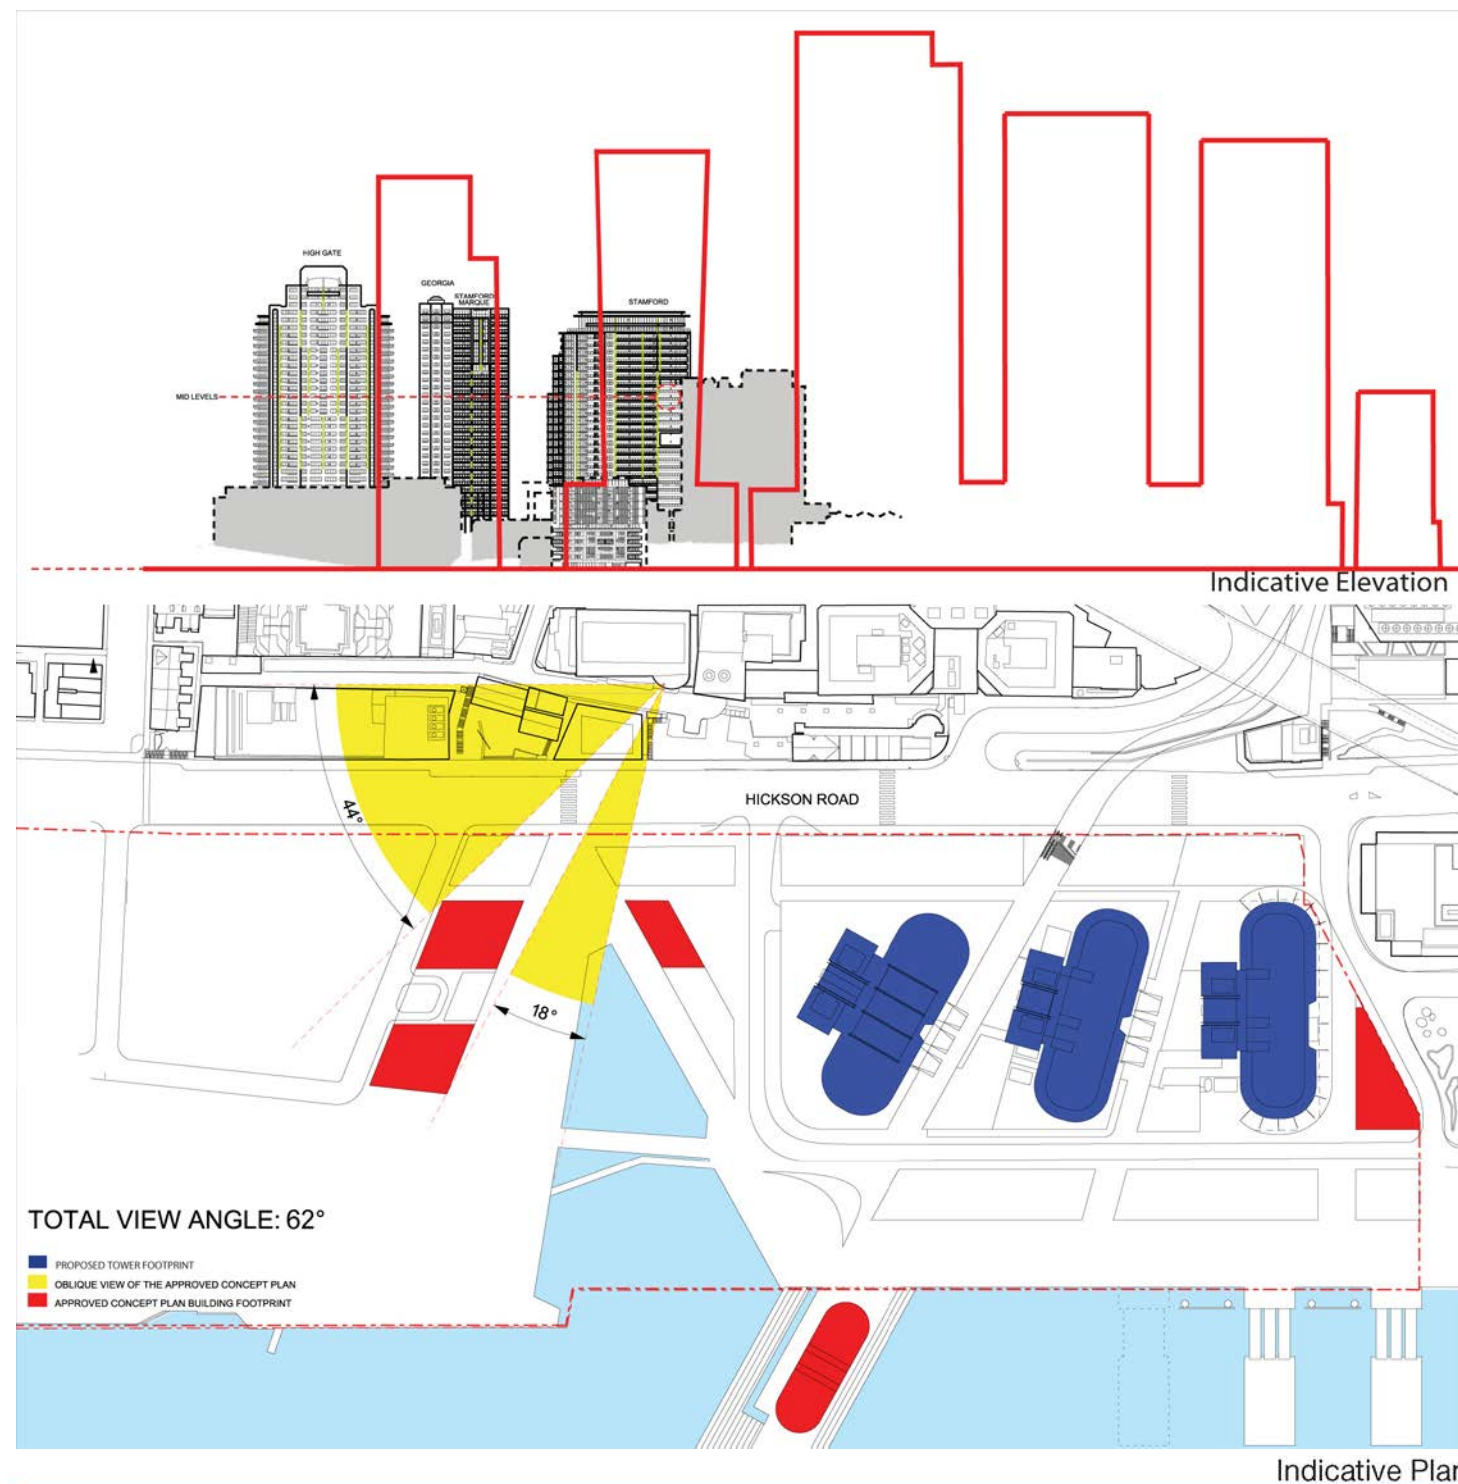 HIGH GATE
GEORGIA
STAMFORD
MARQUE
STAMFORD
MID LEVELS
Indicative Elevation
HICKSON ROAD
44°
18°
TOTAL VIEW ANGLE: 62°
PROPOSED TOWER FOOTPRINT
OBLIQUE VIEW OF THE APPROVED CONCEPT PLAN
APPROVED CONCEPT PLAN BUILDING FOOTPRINT
Indicative Plan